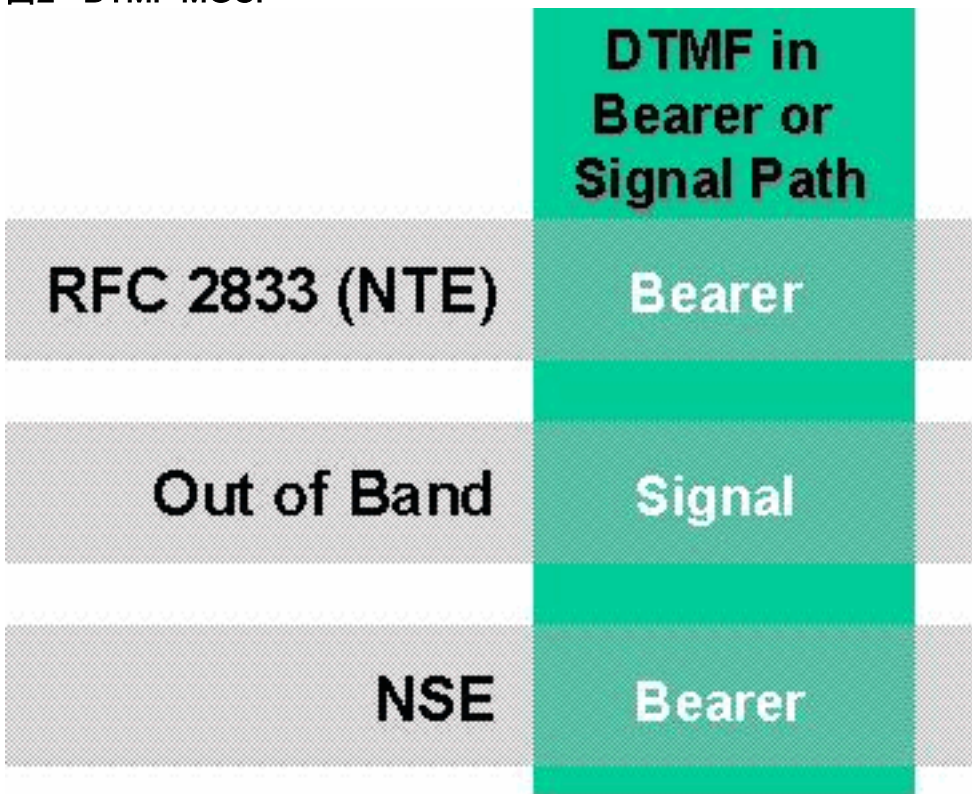 DTMF in
Bearer or
Signal Path
RFC 2833 (NTE) Bearer
Out of Band Signal
NSE Bearer